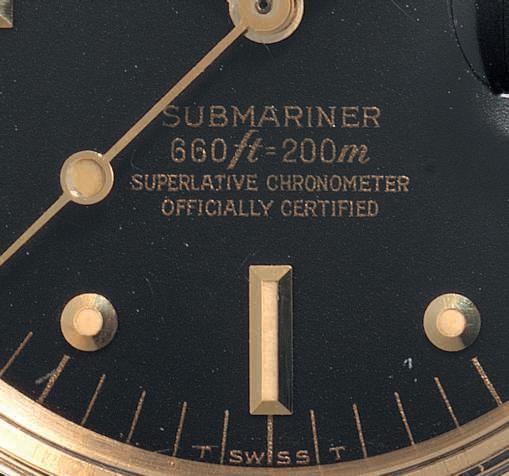 SUBMARINER
660ft=200m
SUPERLATIVE CHRONOMETER
OFFICIALLY CERTIFIED
T SWISS T